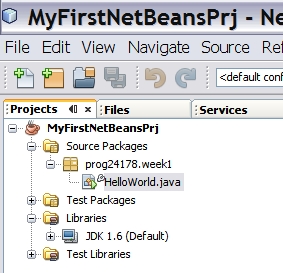 MyFirstNetBeansPrj - Ne
File Edit View Navigate Source Ref
<default conf
Projects Files Services
MyFirstNetBeansPrj
Source Packages
prog24178.week1
HelloWorld.java
Test Packages
Libraries
JDK 1.6 (Default)
Test Libraries